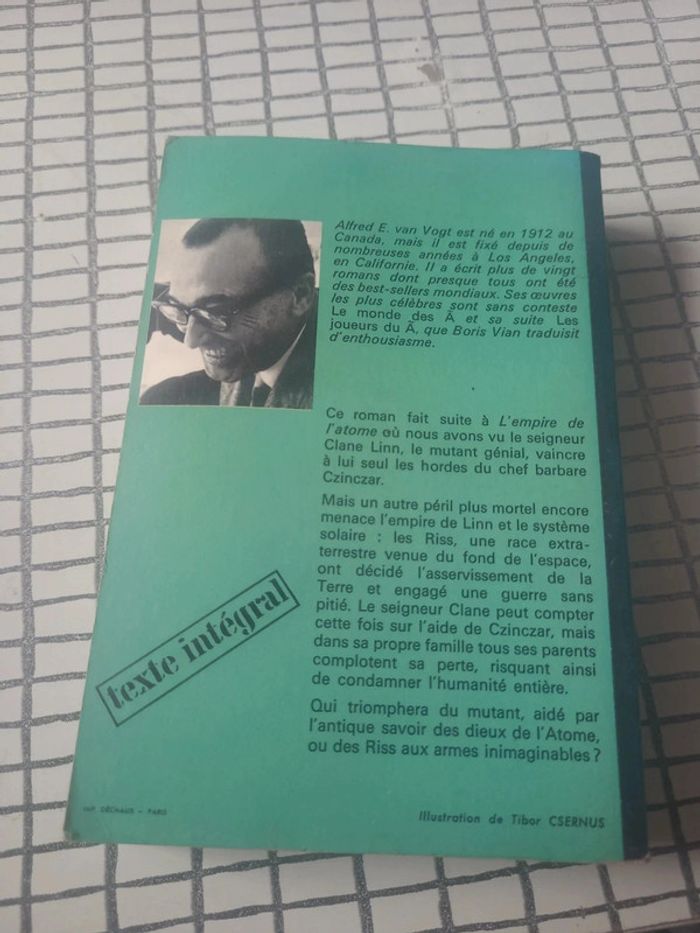 Alfred E. van Vogt est né en 1912 au
Canada, mais il est fixé depuis de
nombreuses années à Los Angeles,
en Californie. Il a écrit plus de vingt
romans dont presque tous ont été
des best-sellers mondiaux. Ses œuvres
les plus célèbres sont sans conteste
Le monde des Ā et sa suite Les
joueurs du Ā, que Boris Vian traduisit
d'enthousiasme.
Ce roman fait suite à L'empire de
l'atome où nous avons vu le seigneur
Clane Linn, le mutant génial, vaincre
à lui seul les hordes du chef barbare
Czinczar.
Mais un autre péril plus mortel encore
menace l'empire de Linn et le système
solaire : les Riss, une race extra-
terrestre venue du fond de l'espace,
ont décidé l'asservissement de la
Terre et engagé une guerre sans
pitié. Le seigneur Clane peut compter
cette fois sur l'aide de Czinczar, mais
dans sa propre famille tous ses parents
complotent sa perte, risquant ainsi
de condamner l'humanité entière.
Qui triomphera du mutant, aidé par
l'antique savoir des dieux de l'Atome,
ou des Riss aux armes inimaginables ?
texte intégral
IMP. DÉCHAUX – PARIS
Illustration de Tibor CSERNUS